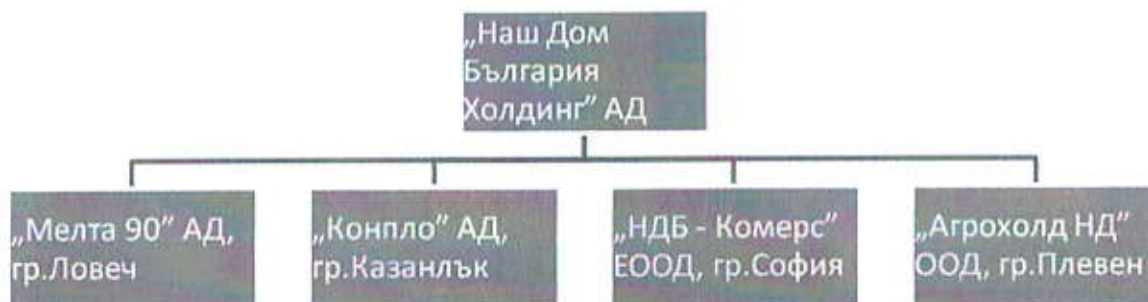 „Наш Дом
България
Холдинг” АД
„Мелта 90” АД,
гр.Ловеч
„Конпло” АД,
гр.Казанлък
„НДБ - Комерс”
ЕООД, гр.София
„Агрохолд НД”
ООД, гр.Плевен